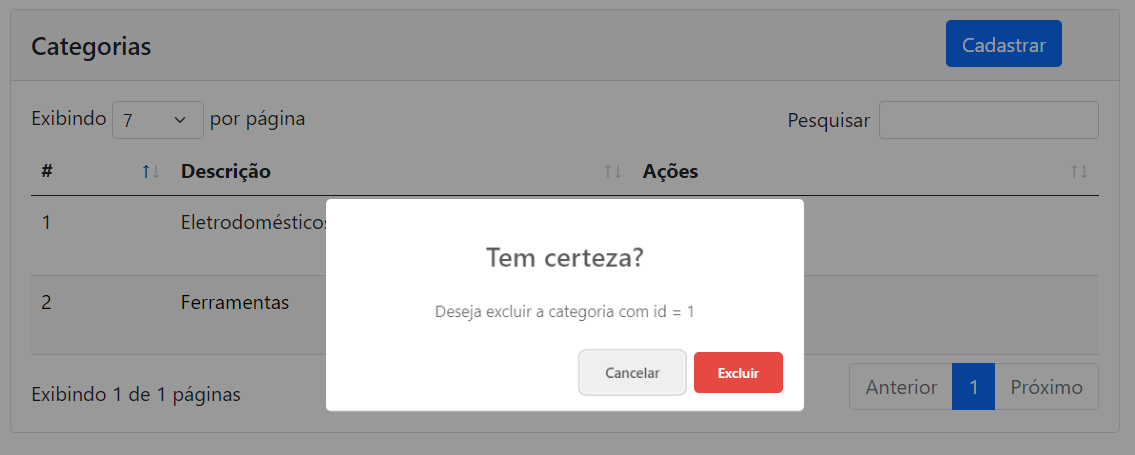 Categorias Cadastrar
Exibindo 7 por página Pesquisar
# Descrição Ações
1 Eletrodomésticos
2 Ferramentas
Tem certeza?
Deseja excluir a categoria com id = 1
Cancelar Excluir
Exibindo 1 de 1 páginas Anterior 1 Próximo